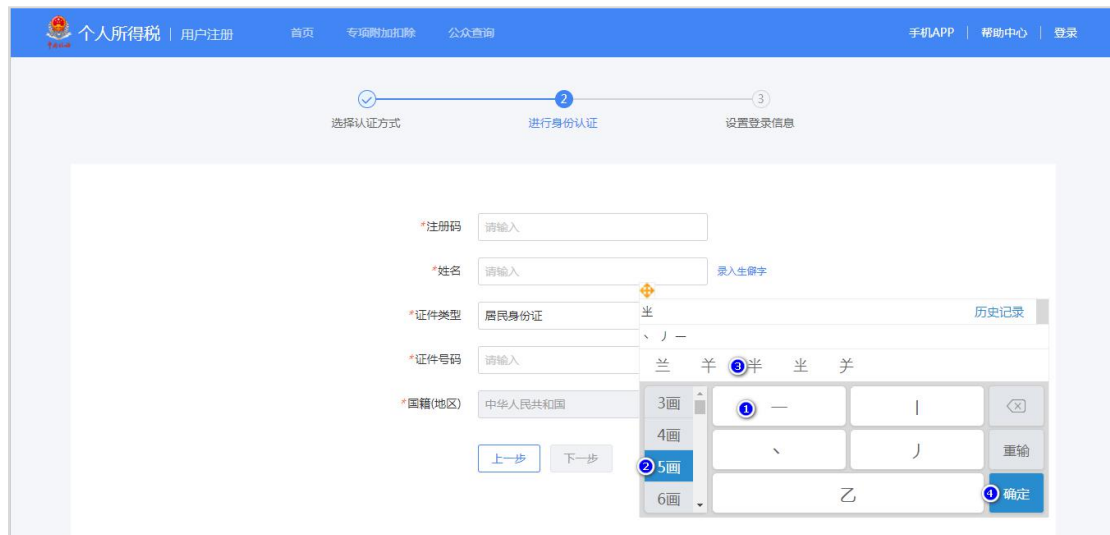 个人所得税 | 用户注册 首页 专项附加扣除 公众查询 手机APP | 帮助中心 | 登录
2 3
选择认证方式 进行身份认证 设置登录信息
*注册码 请输入
*姓名 请输入 录入生僻字
*证件类型 居民身份证
*证件号码 请输入
*国籍(地区) 中华人民共和国
上一步 下一步
𰀁 历史记录
丶 丿 一
兰 羊 3 半 𰀁 𦍌
3画 1 一 丨
4画 丶 丿 重输
2 5画
6画 乙 4 确定